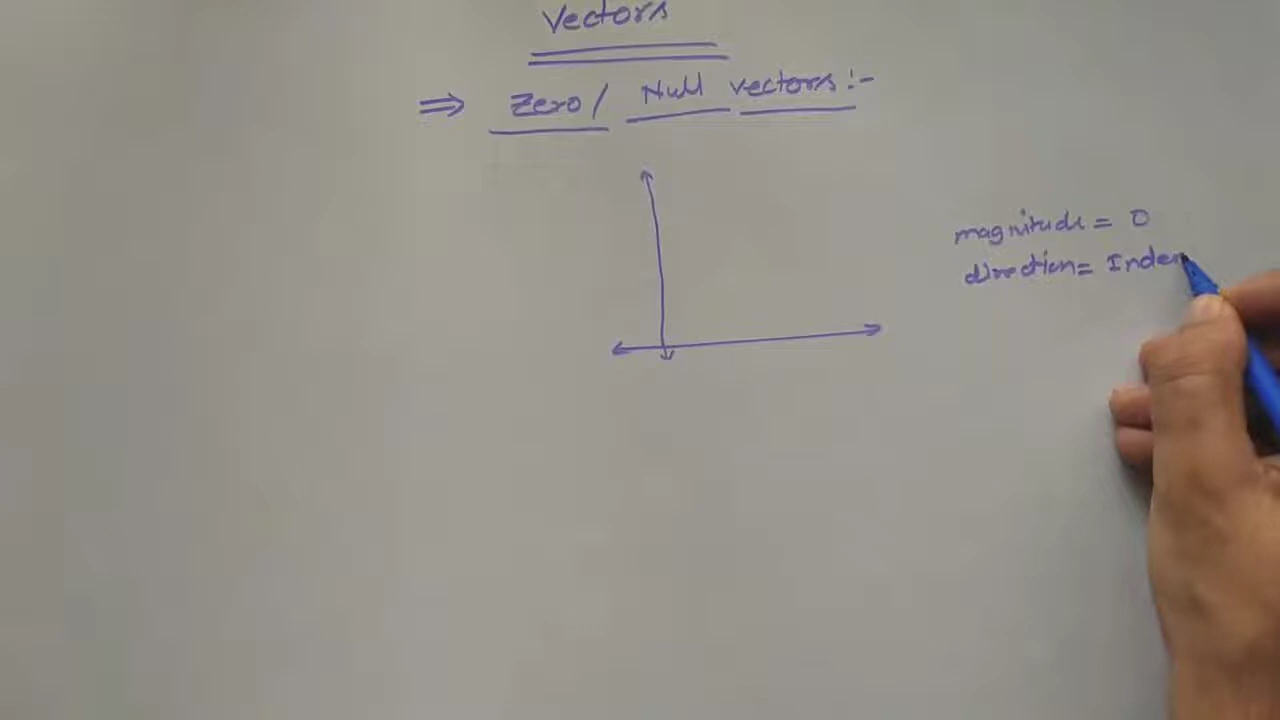 Vectors
⇒ Zero / Null vectors :-
magnitude = 0
direction = Inde